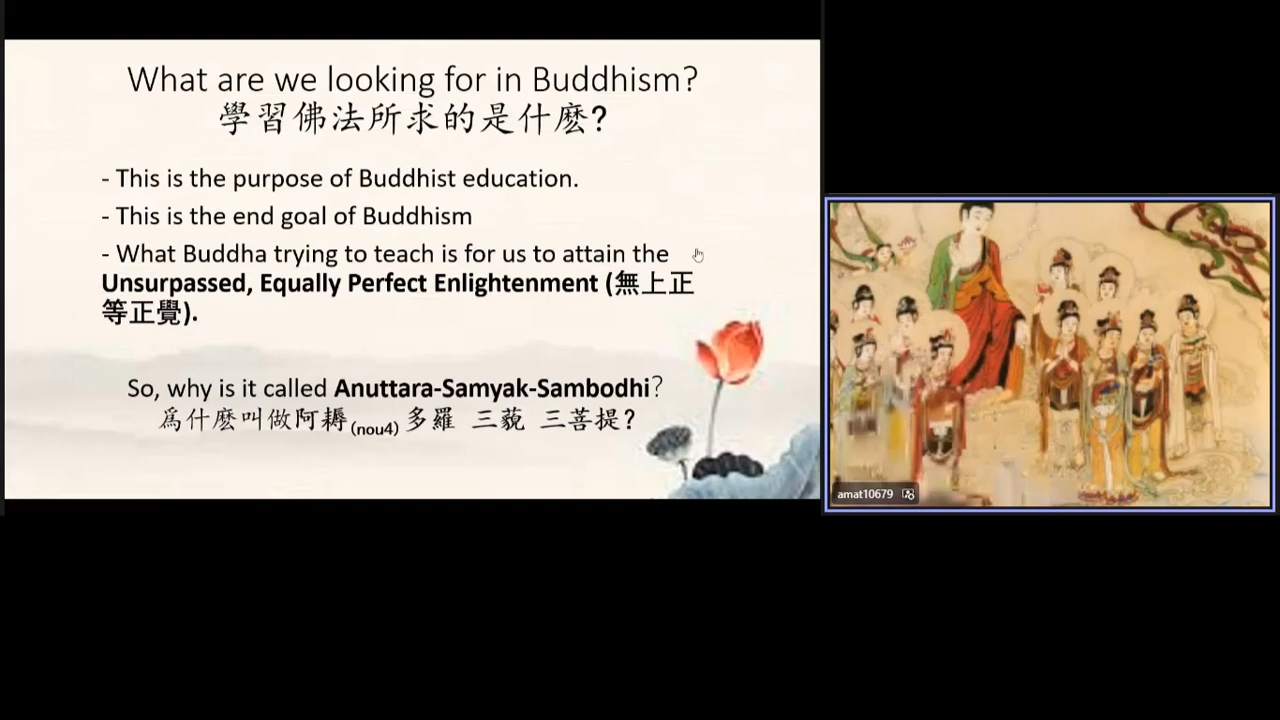 What are we looking for in Buddhism?
學習佛法所求的是什麽?
- This is the purpose of Buddhist education.
- This is the end goal of Buddhism
- What Buddha trying to teach is for us to attain the
Unsurpassed, Equally Perfect Enlightenment (無上正
等正覺).
So, why is it called Anuttara-Samyak-Sambodhi?
爲什麼叫做阿耨(nou4) 多羅 三藐 三菩提?
amat10679